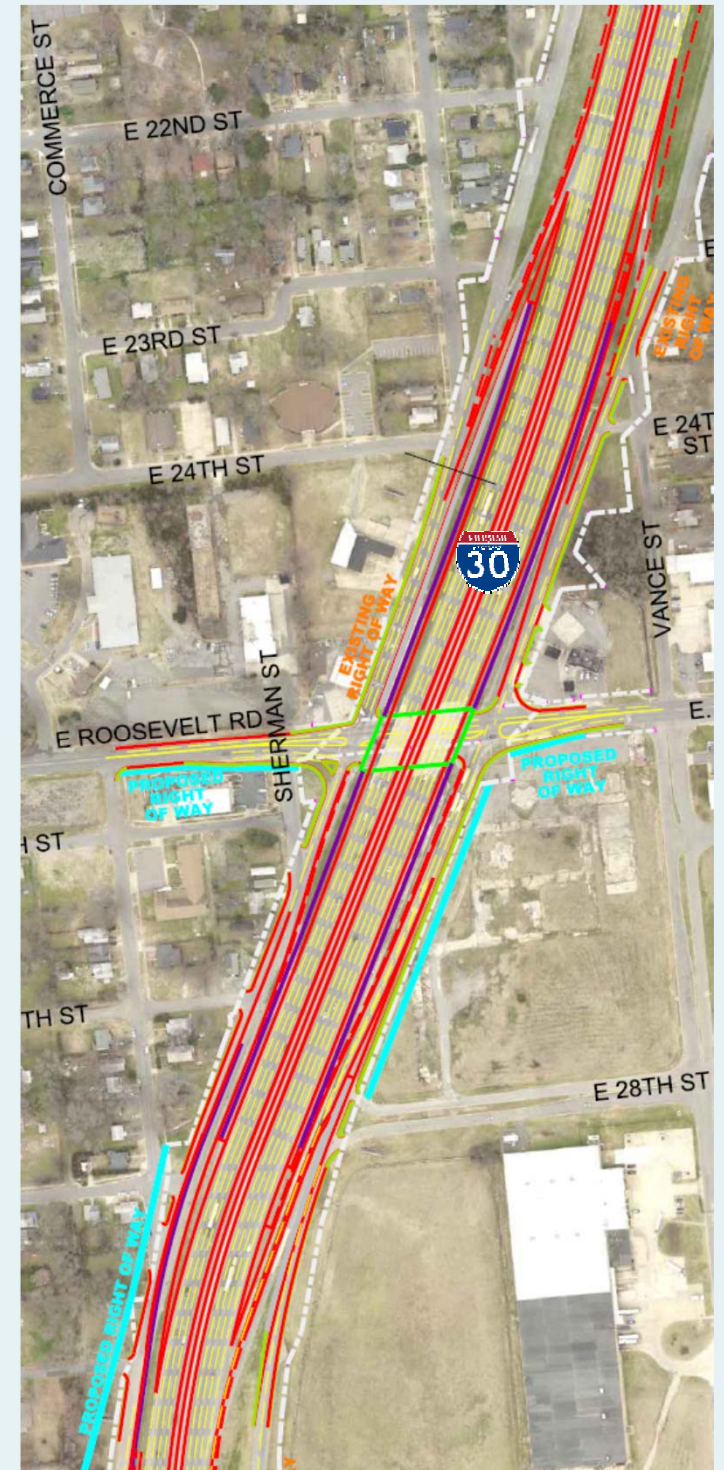 COMMERCE ST
E 22ND ST
E 23RD ST
EXISTING
RIGHT
OF WAY
E 24TH ST
E 24T
ST
30
VANCE ST
EXISTING
RIGHT OF WAY
SHERMAN ST
E ROOSEVELT RD
E.
PROPOSED
RIGHT
OF WAY
PROPOSED
RIGHT
OF WAY
H ST
TH ST
E 28TH ST
PROPOSED RIGHT OF WAY